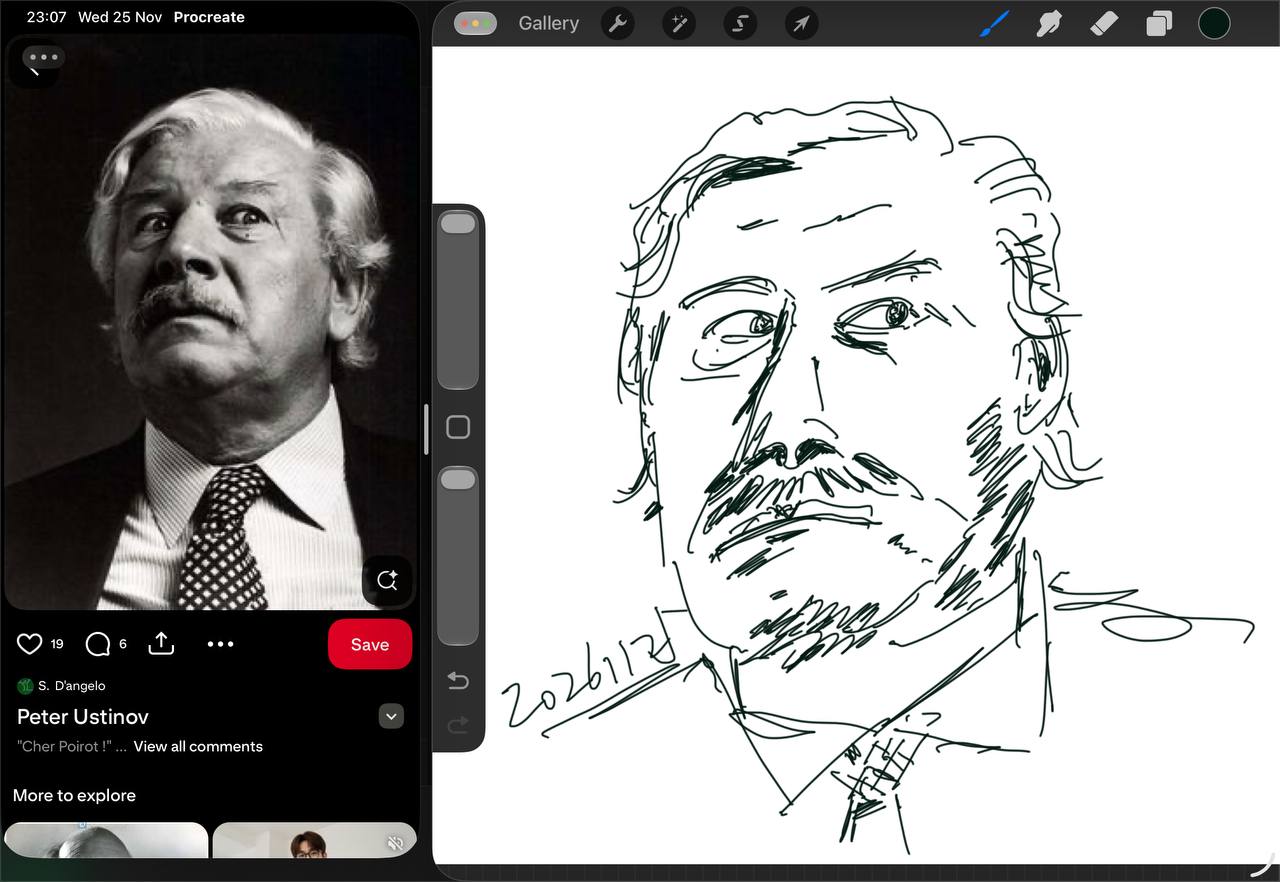 23:07 Wed 25 Nov Procreate
Gallery
19
6
Save
S. D'angelo
Peter Ustinov
"Cher Poirot !" ... View all comments
More to explore